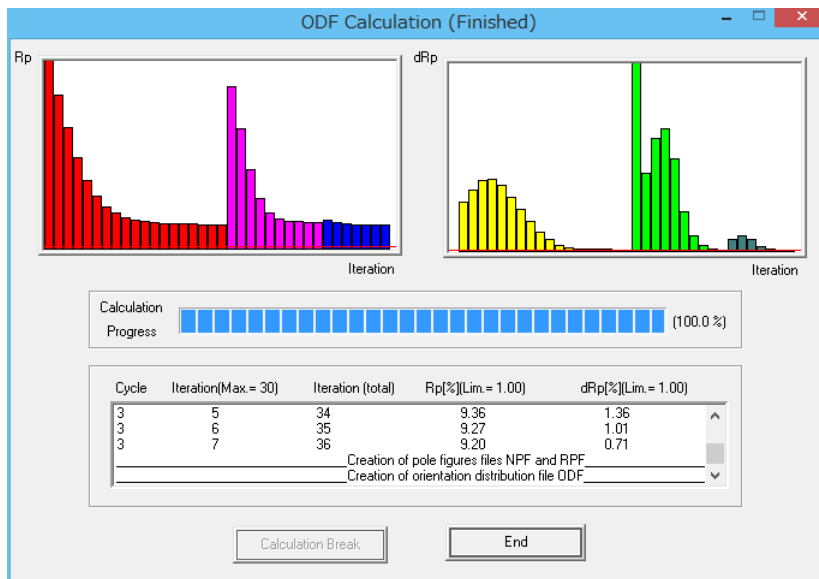 ODF Calculation (Finished)
Rp
dRp
Iteration
Iteration
Calculation
Progress
(100.0 %)
Cycle Iteration(Max.= 30) Iteration (total) Rp[%](Lim.= 1.00) dRp[%](Lim.= 1.00)
3 5 34 9.36 1.36
3 6 35 9.27 1.01
3 7 36 9.20 0.71
Creation of pole figures files NPF and RPF
Creation of orientation distribution file ODF
Calculation Break
End